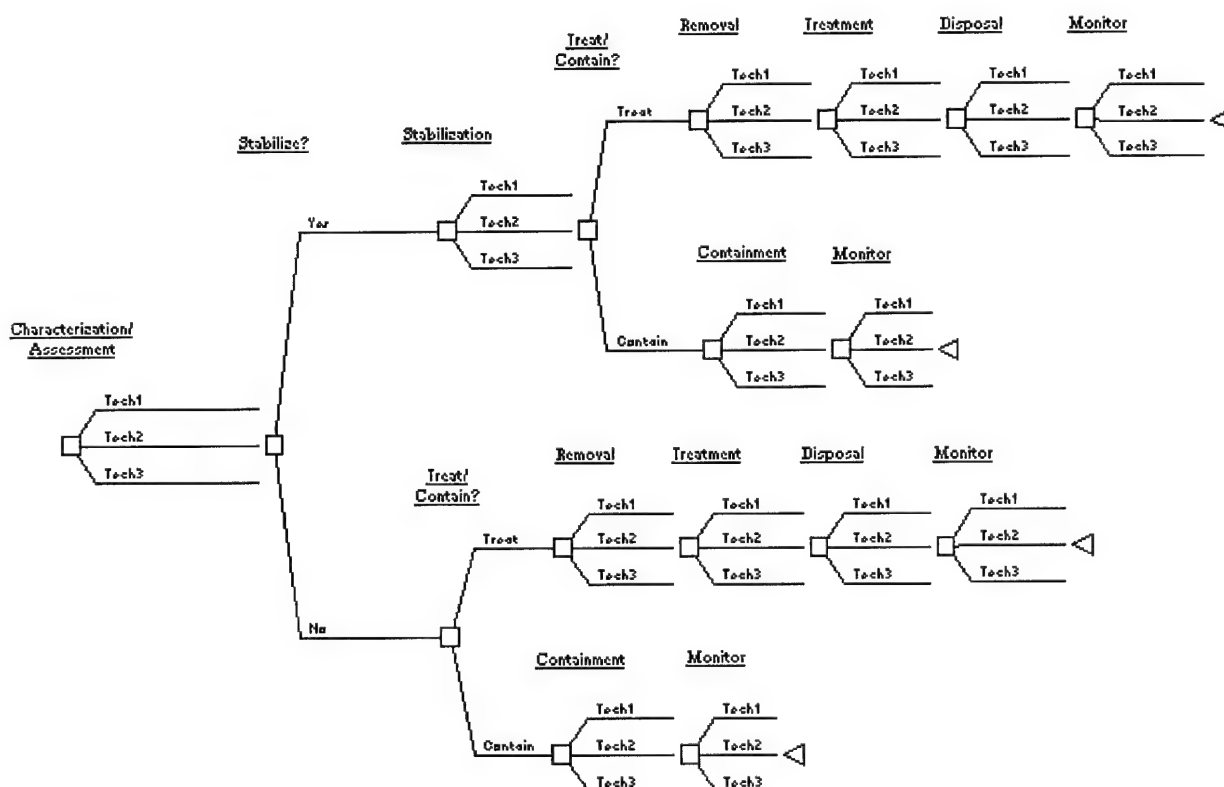 Removal Treatment Disposal Monitor
Treat/
Contain?
Tech1 Tech1 Tech1 Tech1
Treat Tech2 Tech2 Tech2 Tech2
Tech3 Tech3 Tech3 Tech3
Stabilize? Stabilization
Tech1
Yes Tech2
Tech3
Containment Monitor
Tech1 Tech1
Contain Tech2 Tech2
Tech3 Tech3
Characterization/
Assessment
Tech1
Tech2
Tech3
Removal Treatment Disposal Monitor
Treat/
Contain?
Tech1 Tech1 Tech1 Tech1
Treat Tech2 Tech2 Tech2 Tech2
Tech3 Tech3 Tech3 Tech3
No
Containment Monitor
Tech1 Tech1
Contain Tech2 Tech2
Tech3 Tech3